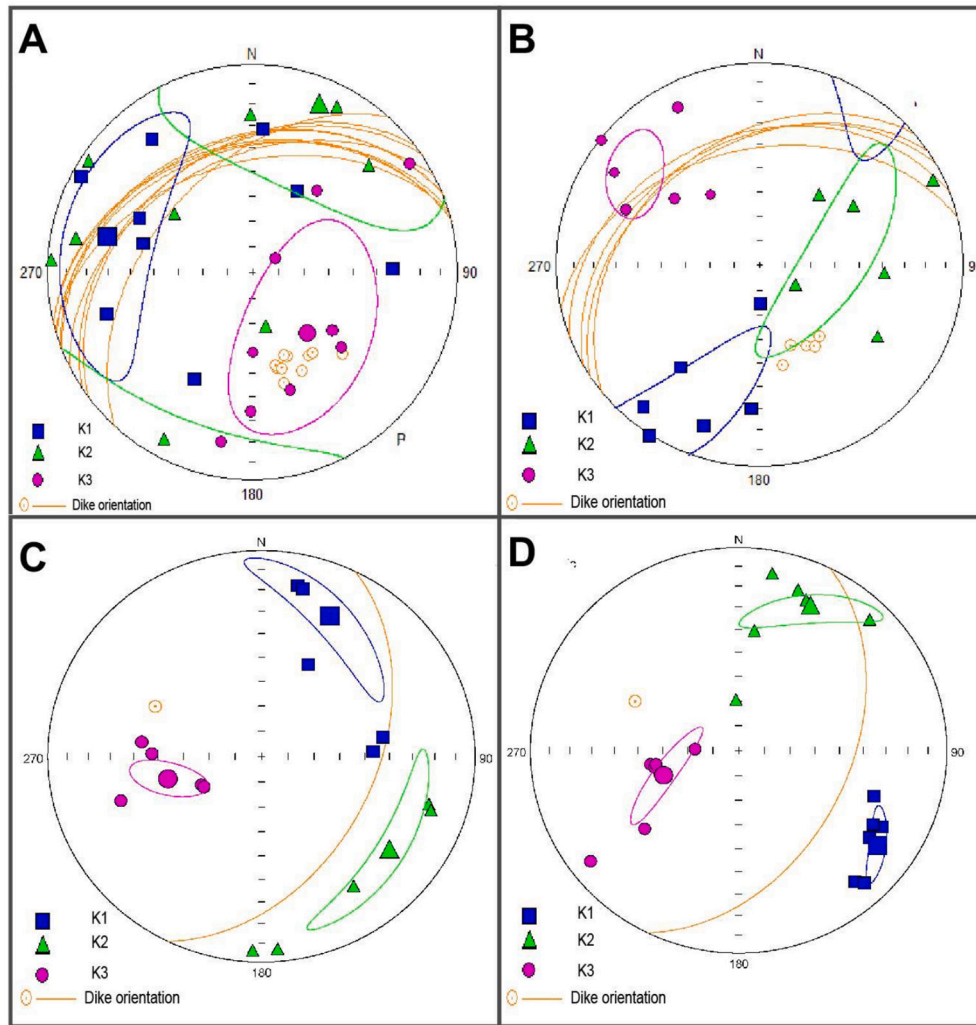 A
N
270
90
P
K1
K2
K3
180
Dike orientation
B
N
270
9
K1
K2
K3
180
Dike orientation
C
N
270
90
K1
K2
K3
180
Dike orientation
D
N
270
90
K1
K2
K3
180
Dike orientation